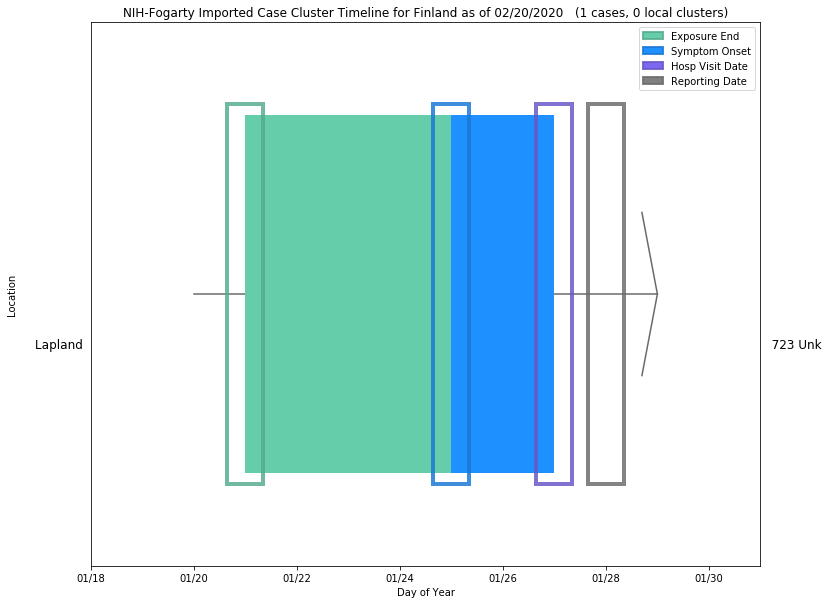 NIH-Fogarty Imported Case Cluster Timeline for Finland as of 02/20/2020 (1 cases, 0 local clusters)
Exposure End
Symptom Onset
Hosp Visit Date
Reporting Date
Location
Lapland
723 Unk
01/18 01/20 01/22 01/24 01/26 01/28 01/30
Day of Year